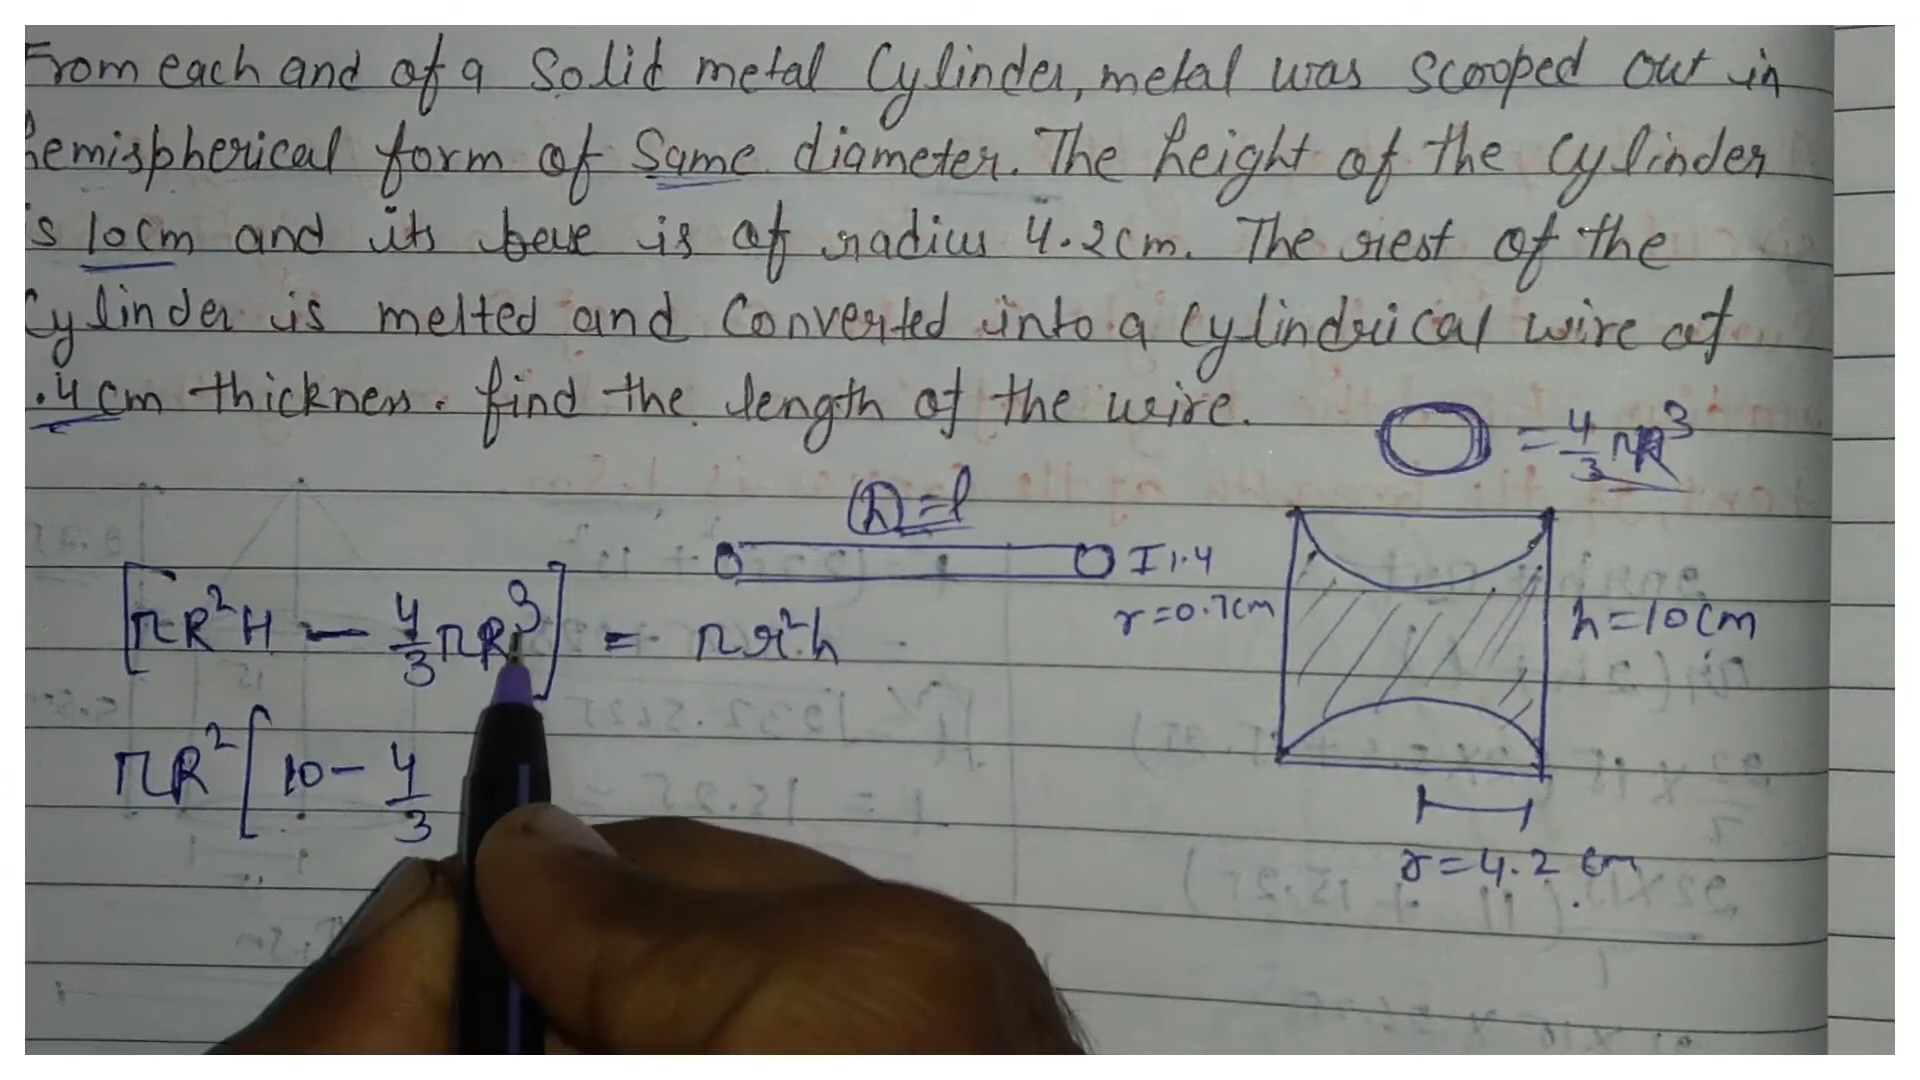 From each and of a Solid metal Cylinder, metal was scooped out in
hemispherical form of Same diameter. The height of the Cylinder
is 10cm and its base is of radius 4.2cm. The rest of the
Cylinder is melted and Converted into a Cylindrical wire of
.4cm thickness. find the length of the wire.
= 4/3 πR³
(h) = l
I 1.4
r=0.7cm
[πR²H - 4/3 πR³] = πr²h
h=10cm
πR² [10 - 4/3
r=4.2 cm